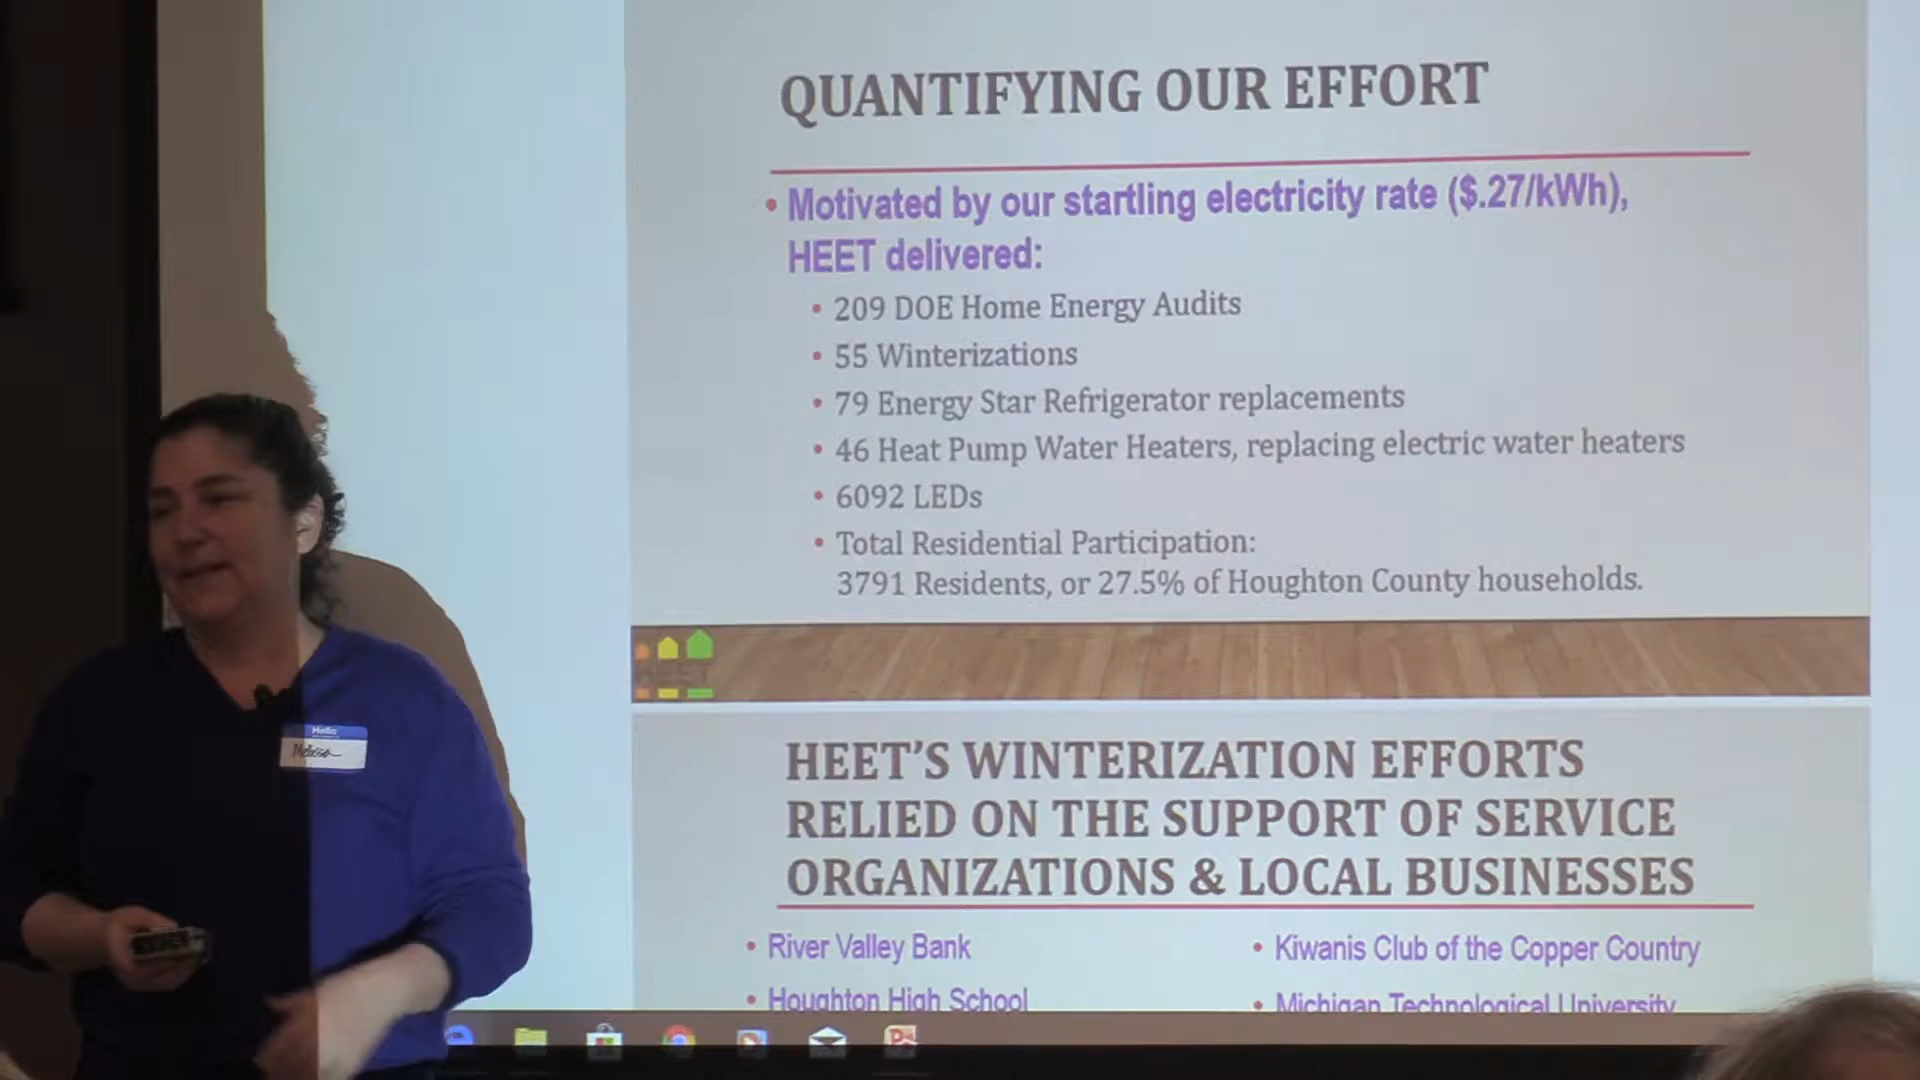 QUANTIFYING OUR EFFORT
• Motivated by our startling electricity rate ($.27/kWh),
HEET delivered:
• 209 DOE Home Energy Audits
• 55 Winterizations
• 79 Energy Star Refrigerator replacements
• 46 Heat Pump Water Heaters, replacing electric water heaters
• 6092 LEDs
• Total Residential Participation:
3791 Residents, or 27.5% of Houghton County households.
HEET
Hello
Melissa
HEET'S WINTERIZATION EFFORTS
RELIED ON THE SUPPORT OF SERVICE
ORGANIZATIONS & LOCAL BUSINESSES
• River Valley Bank
• Kiwanis Club of the Copper Country
• Houghton High School
• Michigan Technological University